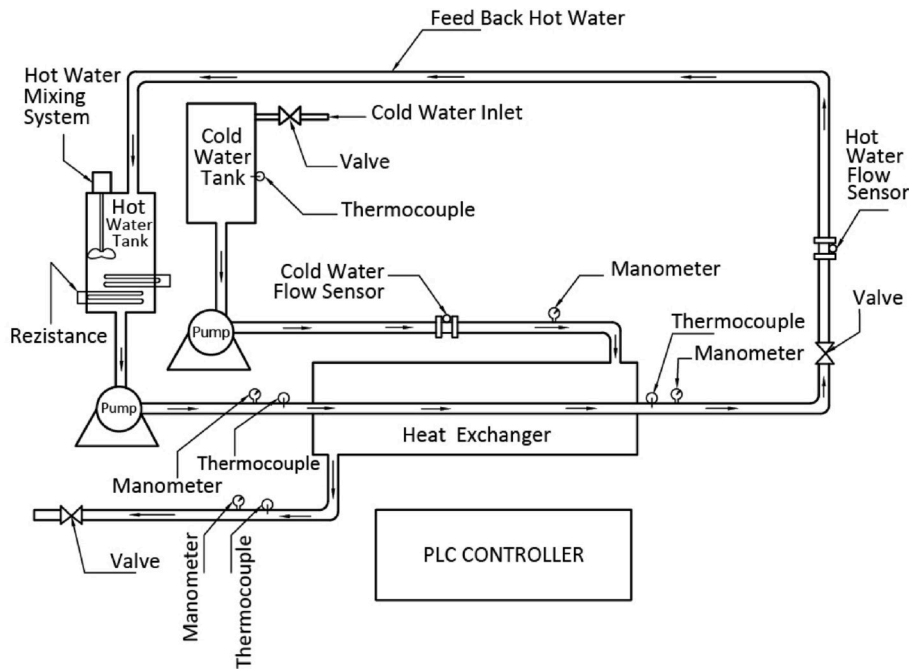 Feed Back Hot Water
Hot Water
Mixing
System
Cold Water Inlet
Cold
Water
Tank
Valve
Hot
Water
Flow
Sensor
Hot
Water
Tank
Thermocouple
Cold Water
Flow Sensor
Manometer
Rezistance
Pump
Thermocouple
Valve
Manometer
Pump
Heat Exchanger
Thermocouple
Manometer
Valve
Manometer
Thermocouple
PLC CONTROLLER